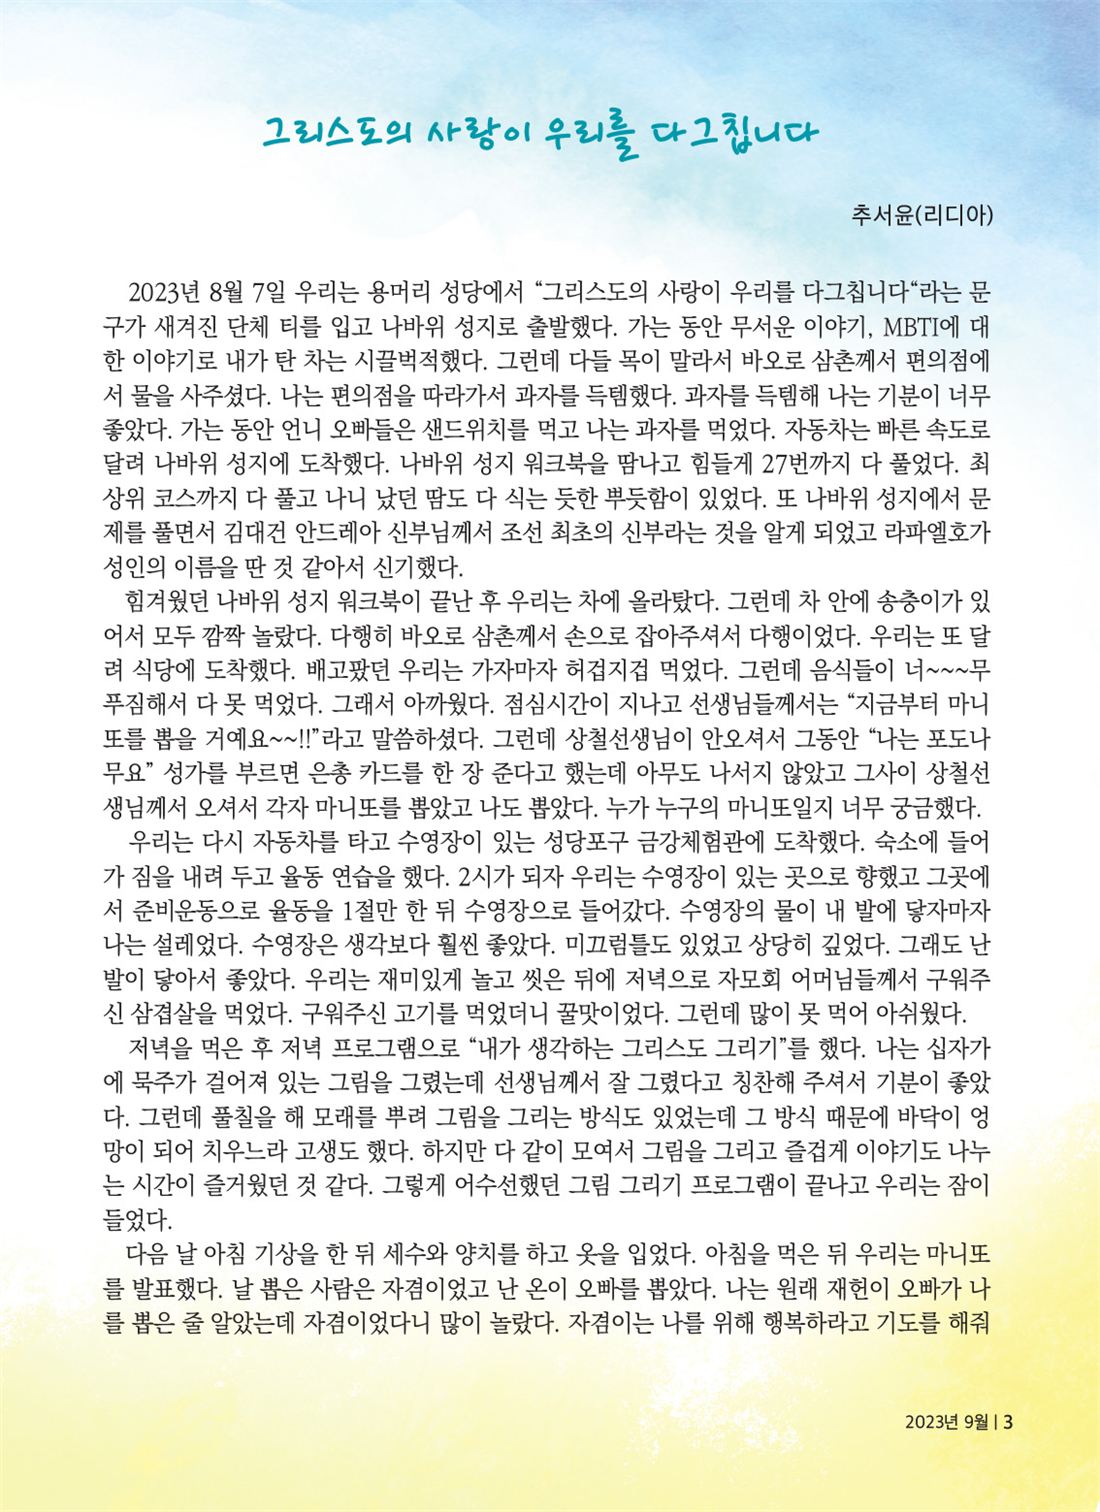 그리스도의 사랑이 우리를 다그칩니다
추서윤(리디아)
2023년 8월 7일 우리는 용머리 성당에서 “그리스도의 사랑이 우리를 다그칩니다“라는 문
구가 새겨진 단체 티를 입고 나바위 성지로 출발했다. 가는 동안 무서운 이야기, MBTI에 대
한 이야기로 내가 탄 차는 시끌벅적했다. 그런데 다들 목이 말라서 바오로 삼촌께서 편의점에
서 물을 사주셨다. 나는 편의점을 따라가서 과자를 득템했다. 과자를 득템해 나는 기분이 너무
좋았다. 가는 동안 언니 오빠들은 샌드위치를 먹고 나는 과자를 먹었다. 자동차는 빠른 속도로
달려 나바위 성지에 도착했다. 나바위 성지 워크북을 땀나고 힘들게 27번까지 다 풀었다. 최
상위 코스까지 다 풀고 나니 났던 땀도 다 식는 듯한 뿌듯함이 있었다. 또 나바위 성지에서 문
제를 풀면서 김대건 안드레아 신부님께서 조선 최초의 신부라는 것을 알게 되었고 라파엘호가
성인의 이름을 딴 것 같아서 신기했다.
힘겨웠던 나바위 성지 워크북이 끝난 후 우리는 차에 올라탔다. 그런데 차 안에 송충이가 있
어서 모두 깜짝 놀랐다. 다행히 바오로 삼촌께서 손으로 잡아주셔서 다행이었다. 우리는 또 달
려 식당에 도착했다. 배고팠던 우리는 가자마자 허겁지겁 먹었다. 그런데 음식들이 너~~~무
푸짐해서 다 못 먹었다. 그래서 아까웠다. 점심시간이 지나고 선생님들께서는 “지금부터 마니
또를 뽑을 거예요~~!!”라고 말씀하셨다. 그런데 상철선생님이 안오셔서 그동안 “나는 포도나
무요” 성가를 부르면 은총 카드를 한 장 준다고 했는데 아무도 나서지 않았고 그사이 상철선
생님께서 오셔서 각자 마니또를 뽑았고 나도 뽑았다. 누가 누구의 마니또일지 너무 궁금했다.
우리는 다시 자동차를 타고 수영장이 있는 성당포구 금강체험관에 도착했다. 숙소에 들어
가 짐을 내려 두고 율동 연습을 했다. 2시가 되자 우리는 수영장이 있는 곳으로 향했고 그곳에
서 준비운동으로 율동을 1절만 한 뒤 수영장으로 들어갔다. 수영장의 물이 내 발에 닿자마자
나는 설레었다. 수영장은 생각보다 훨씬 좋았다. 미끄럼틀도 있었고 상당히 깊었다. 그래도 난
발이 닿아서 좋았다. 우리는 재미있게 놀고 씻은 뒤에 저녁으로 자모회 어머님들께서 구워주
신 삼겹살을 먹었다. 구워주신 고기를 먹었더니 꿀맛이었다. 그런데 많이 못 먹어 아쉬웠다.
저녁을 먹은 후 저녁 프로그램으로 “내가 생각하는 그리스도 그리기”를 했다. 나는 십자가
에 묵주가 걸어져 있는 그림을 그렸는데 선생님께서 잘 그렸다고 칭찬해 주셔서 기분이 좋았
다. 그런데 풀칠을 해 모래를 뿌려 그림을 그리는 방식도 있었는데 그 방식 때문에 바닥이 엉
망이 되어 치우느라 고생도 했다. 하지만 다 같이 모여서 그림을 그리고 즐겁게 이야기도 나누
는 시간이 즐거웠던 것 같다. 그렇게 어수선했던 그림 그리기 프로그램이 끝나고 우리는 잠이
들었다.
다음 날 아침 기상을 한 뒤 세수와 양치를 하고 옷을 입었다. 아침을 먹은 뒤 우리는 마니또
를 발표했다. 날 뽑은 사람은 자겸이었고 난 온이 오빠를 뽑았다. 나는 원래 재헌이 오빠가 나
를 뽑은 줄 알았는데 자겸이었다니 많이 놀랐다. 자겸이는 나를 위해 행복하라고 기도를 해줘
2023년 9월 | 3